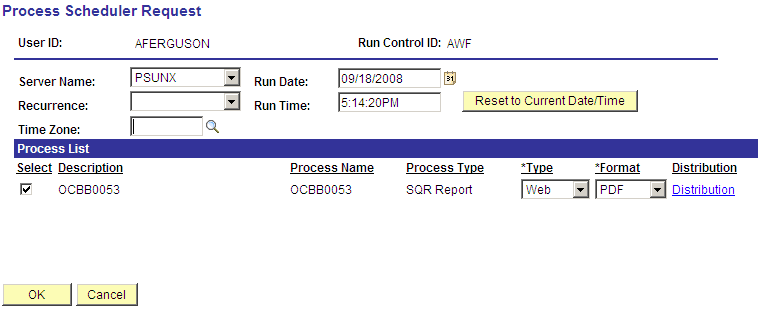 Process Scheduler Request
User ID: AFERGUSON Run Control ID: AWF
Server Name: PSUNX Run Date: 09/18/2008 31
Recurrence: Run Time: 5:14:20PM Reset to Current Date/Time
Time Zone:
Process List
Select Description Process Name Process Type *Type *Format Distribution
OCBB0053 OCBB0053 SQR Report Web PDF Distribution
OK Cancel